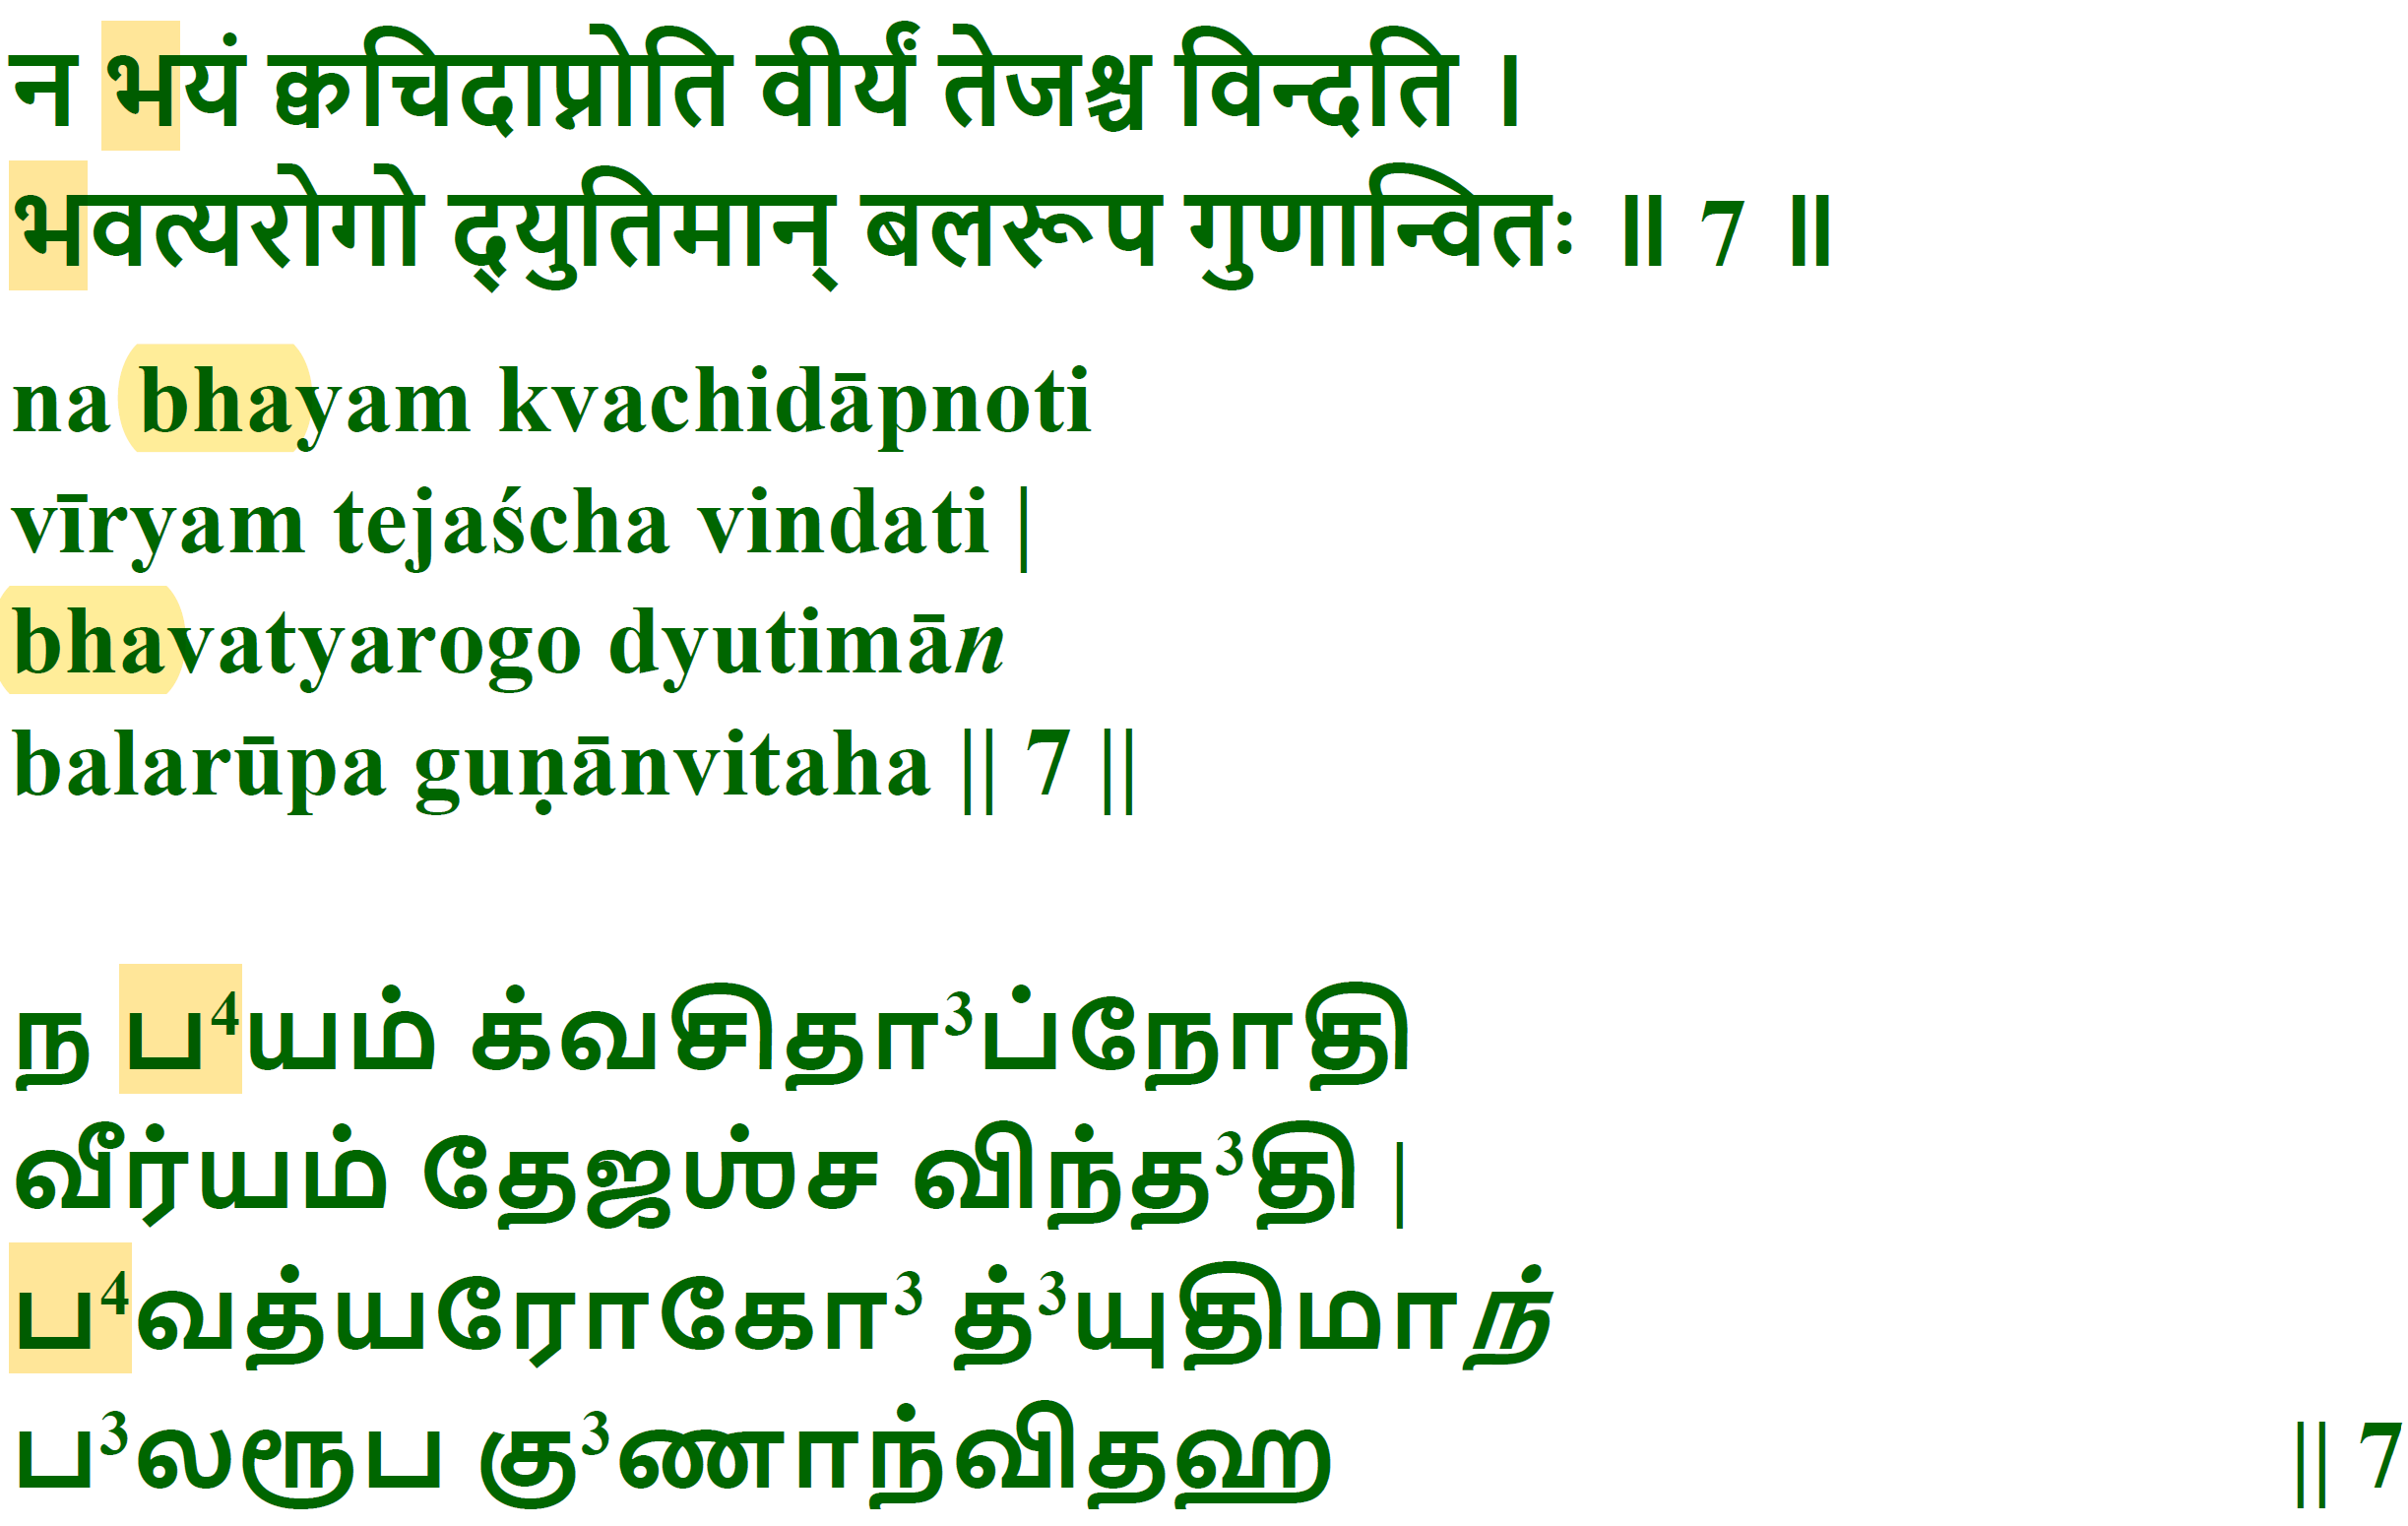 न भयं क्वचिदाप्नोति वीर्यं तेजश्च विन्दति ।
भवत्यरोगो द्युतिमान् बलरूप गुणान्वितः ॥ 7 ॥
na bhayam kvachidāpnoti
vīryam tejaścha vindati |
bhavatyarogo dyutimān
balarūpa guṇānvitaha || 7 ||
ந ப⁴யம் க்வசிதா³ப்நோதி
வீர்யம் தேஜஶ்ச விந்த³தி |
ப⁴வத்யரோகோ³ த்³யுதிமாந்
ப³லரூப கு³ணாந்விதஹ || 7